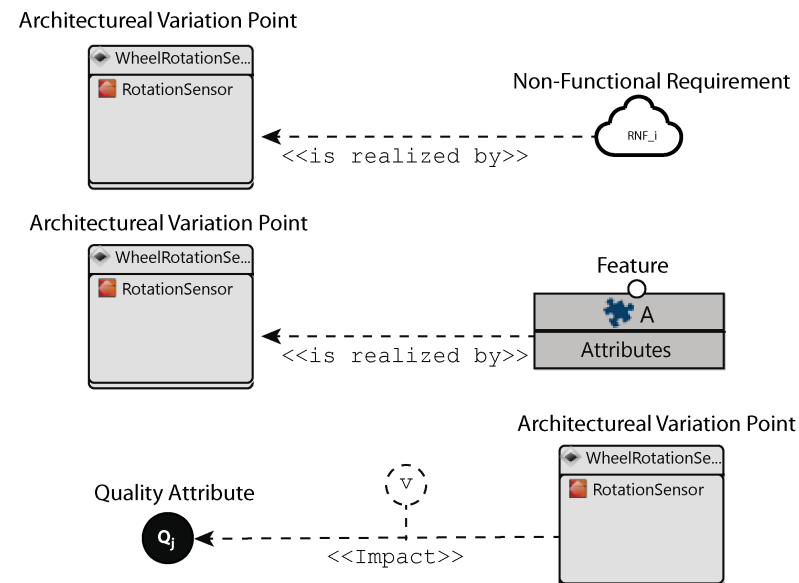 Architectureal Variation Point
WheelRotationSe...
RotationSensor
Non-Functional Requirement
RNF_i
<<is realized by>>
Architectureal Variation Point
WheelRotationSe...
RotationSensor
Feature
A
Attributes
<<is realized by>>
Architectureal Variation Point
WheelRotationSe...
RotationSensor
Quality Attribute
v
Qj
<<Impact>>